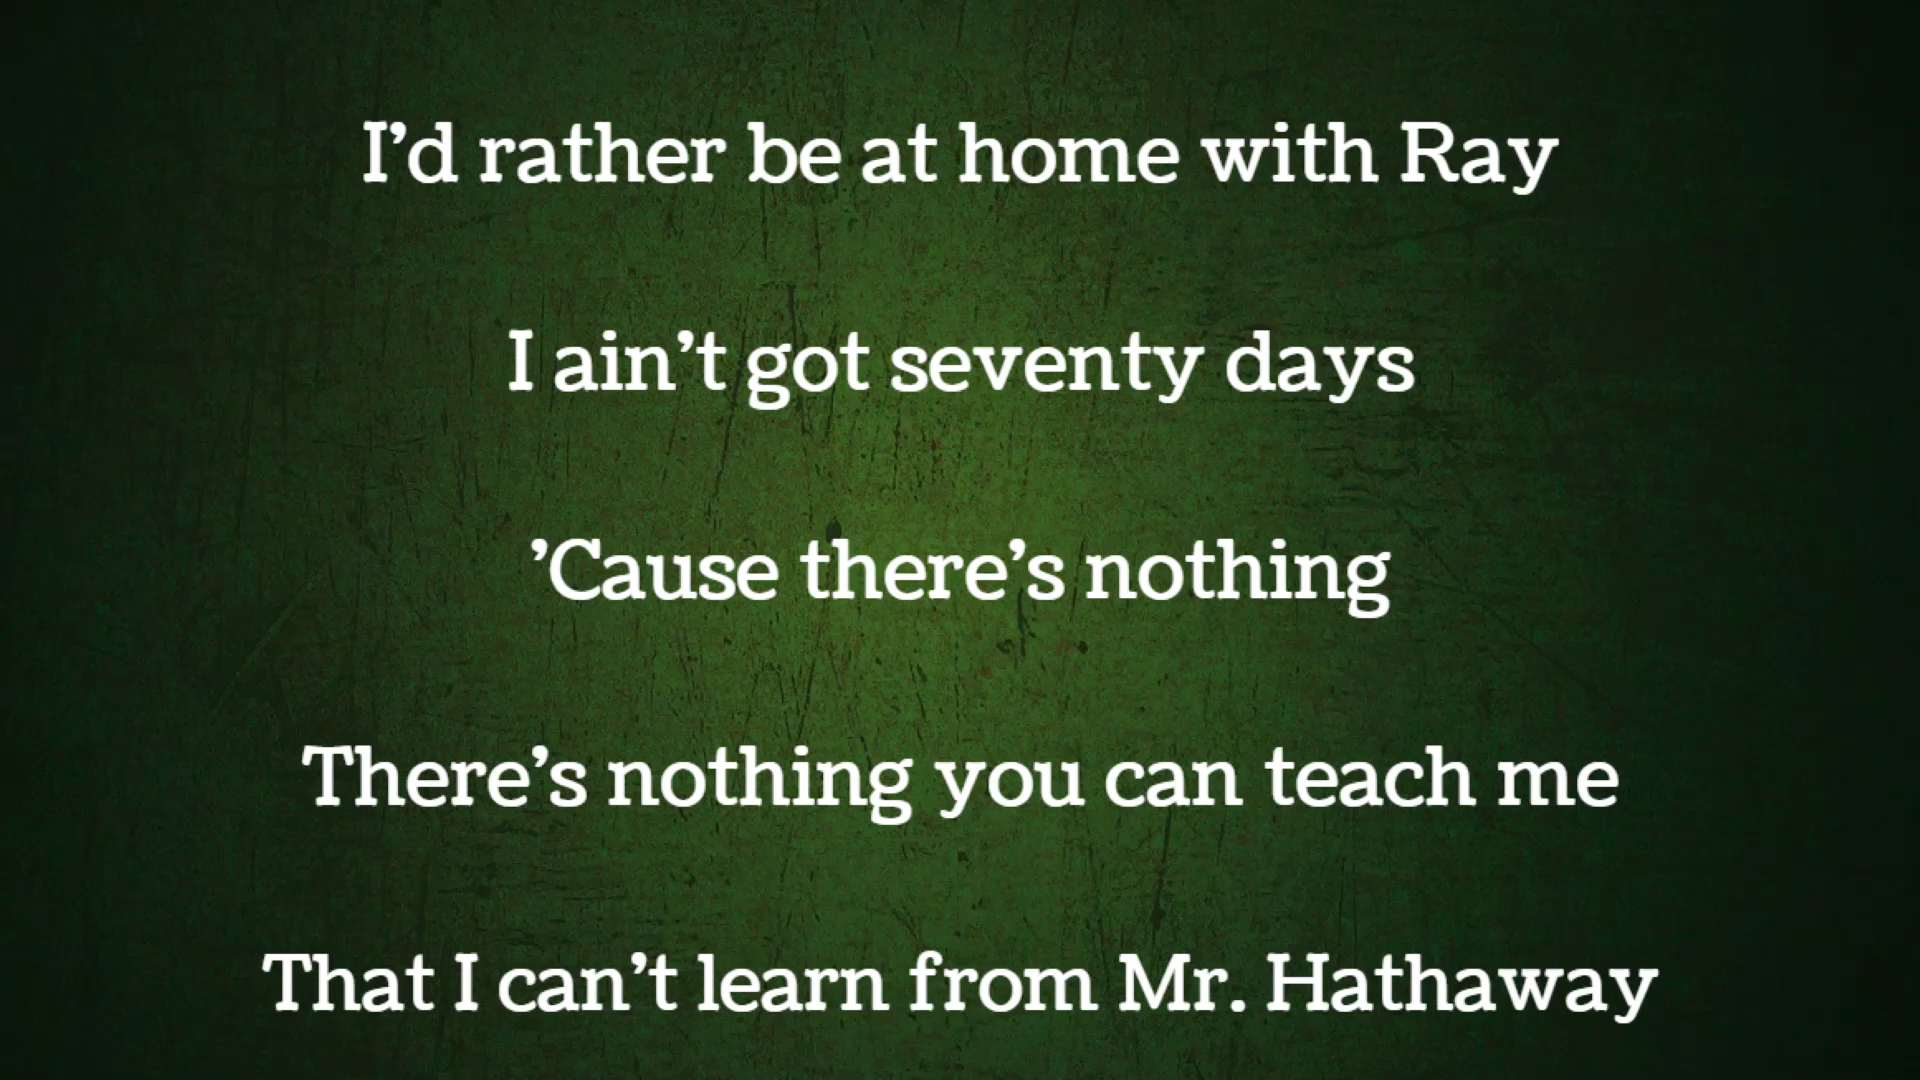 I’d rather be at home with Ray
I ain’t got seventy days
’Cause there’s nothing
There’s nothing you can teach me
That I can’t learn from Mr. Hathaway